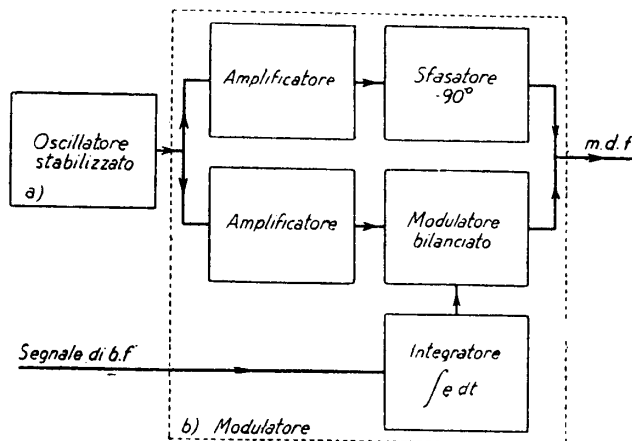 Amplificatore
Sfasatore
-90°
Oscillatore
stabilizzato
a)
m.d.f
Amplificatore
Modulatore
bilanciato
Segnale di b.f
Integratore
∫ e dt
b) Modulatore